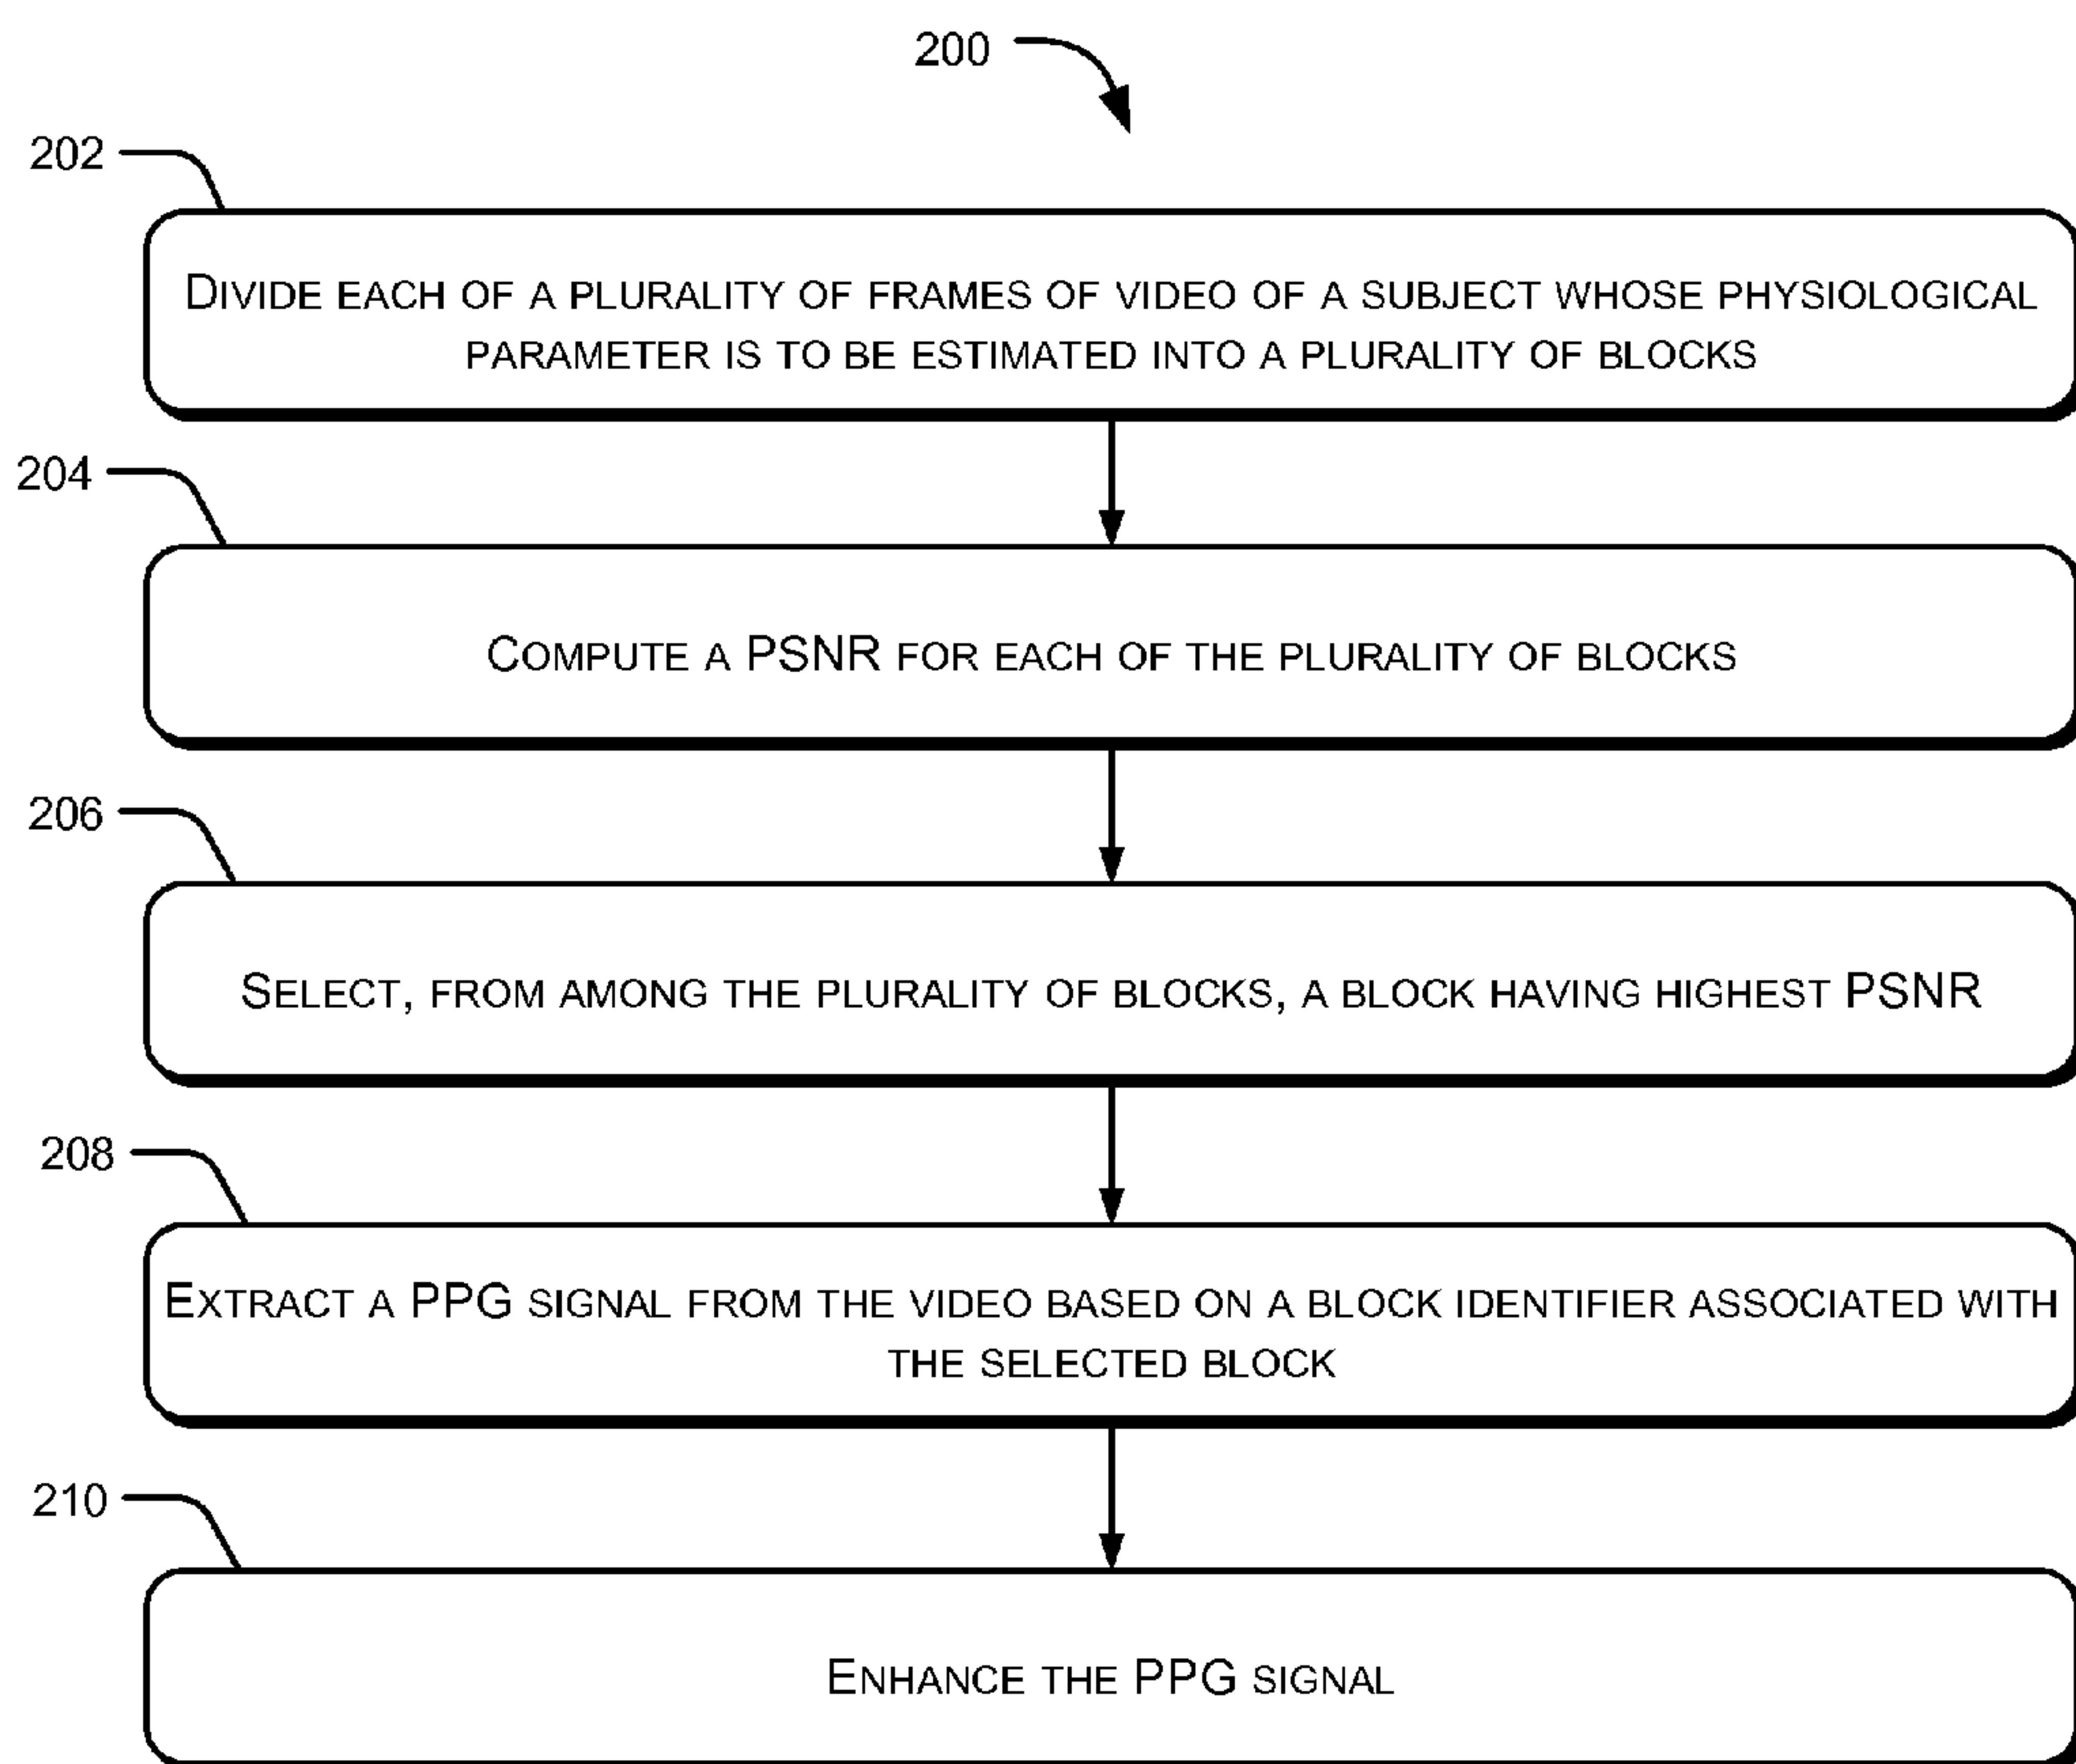 200
202
DIVIDE EACH OF A PLURALITY OF FRAMES OF VIDEO OF A SUBJECT WHOSE PHYSIOLOGICAL
PARAMETER IS TO BE ESTIMATED INTO A PLURALITY OF BLOCKS
204
COMPUTE A PSNR FOR EACH OF THE PLURALITY OF BLOCKS
206
SELECT, FROM AMONG THE PLURALITY OF BLOCKS, A BLOCK HAVING HIGHEST PSNR
208
EXTRACT A PPG SIGNAL FROM THE VIDEO BASED ON A BLOCK IDENTIFIER ASSOCIATED WITH
THE SELECTED BLOCK
210
ENHANCE THE PPG SIGNAL